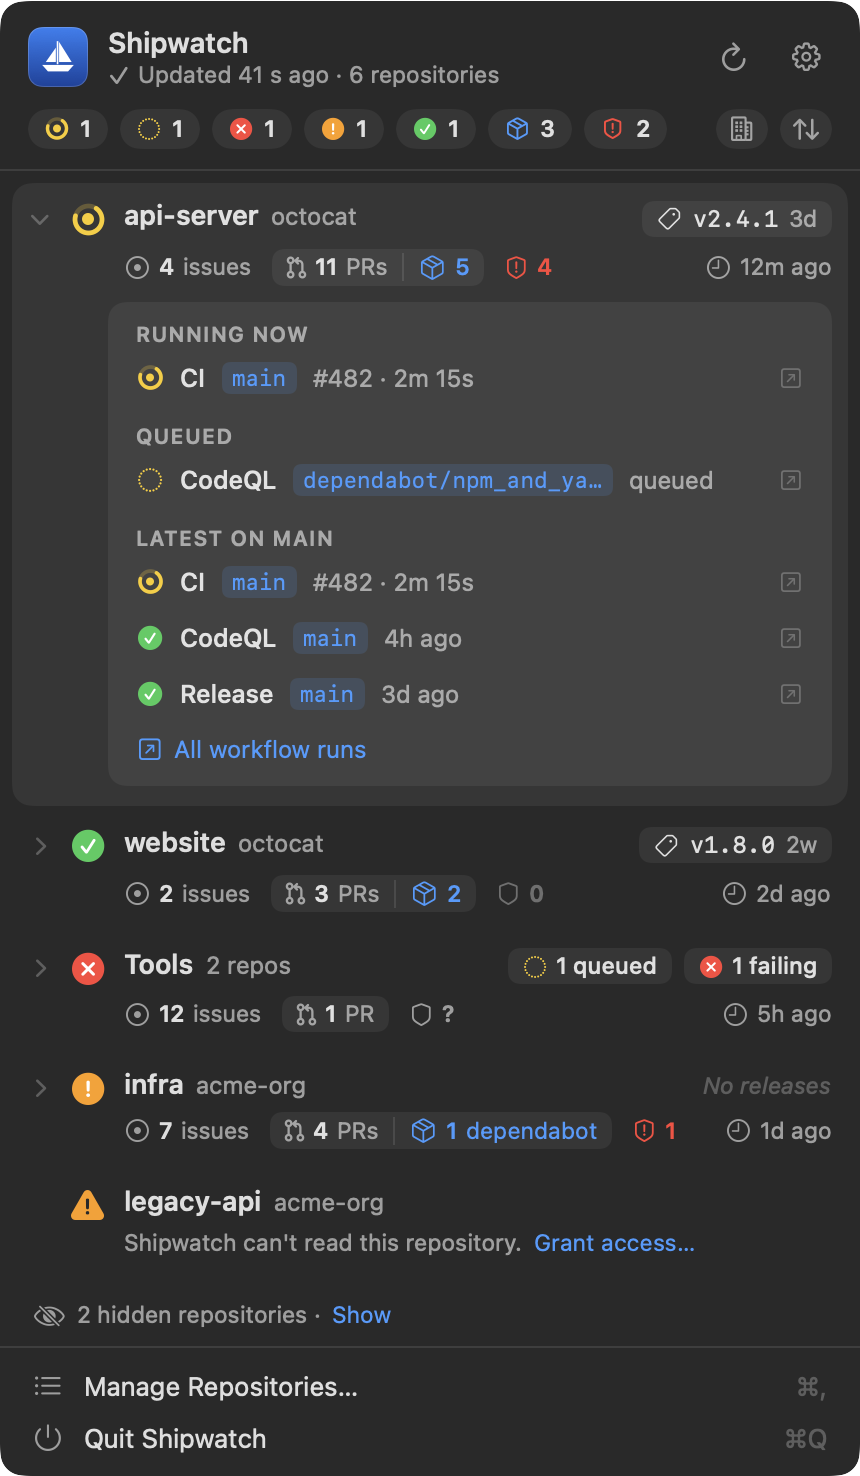 Shipwatch
Updated 41 s ago · 6 repositories
1 1 1 1 1 3 2
api-server octocat v2.4.1 3d
4 issues 11 PRs 5 4 12m ago
RUNNING NOW
CI main #482 · 2m 15s
QUEUED
CodeQL dependabot/npm_and_ya… queued
LATEST ON MAIN
CI main #482 · 2m 15s
CodeQL main 4h ago
Release main 3d ago
All workflow runs
website octocat v1.8.0 2w
2 issues 3 PRs 2 0 2d ago
Tools 2 repos 1 queued 1 failing
12 issues 1 PR ? 5h ago
infra acme-org No releases
7 issues 4 PRs 1 dependabot 1 1d ago
legacy-api acme-org
Shipwatch can't read this repository. Grant access…
2 hidden repositories · Show
Manage Repositories… ⌘,
Quit Shipwatch ⌘Q